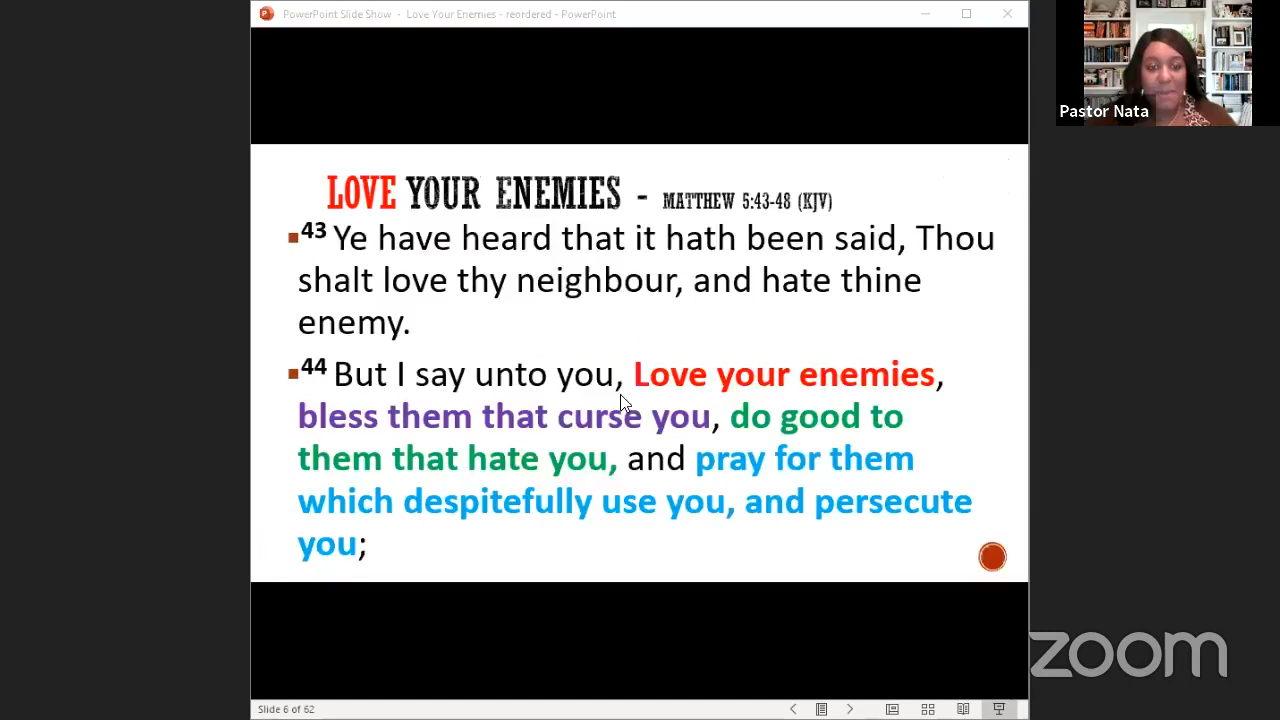 PowerPoint Slide Show - Love Your Enemies - reordered - PowerPoint
Pastor Nata
LOVE YOUR ENEMIES - MATTHEW 5:43-48 (KJV)
43 Ye have heard that it hath been said, Thou
shalt love thy neighbour, and hate thine
enemy.
44 But I say unto you, Love your enemies,
bless them that curse you, do good to
them that hate you, and pray for them
which despitefully use you, and persecute
you;
zoom
Slide 6 of 62